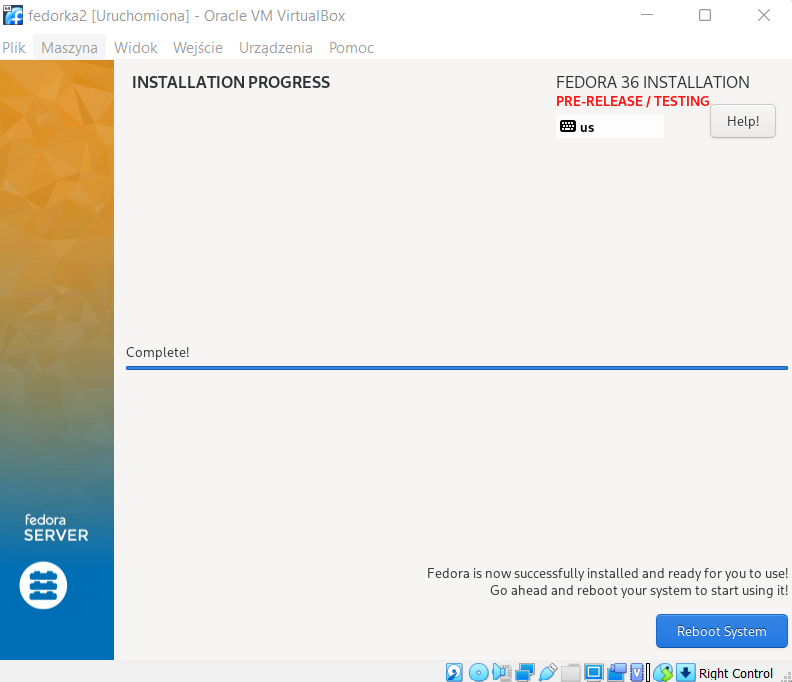 fedorka2 [Uruchomiona] - Oracle VM VirtualBox
Plik Maszyna Widok Wejście Urządzenia Pomoc
INSTALLATION PROGRESS
FEDORA 36 INSTALLATION
PRE-RELEASE / TESTING
us
Help!
Complete!
fedora
SERVER
Fedora is now successfully installed and ready for you to use!
Go ahead and reboot your system to start using it!
Reboot System
Right Control